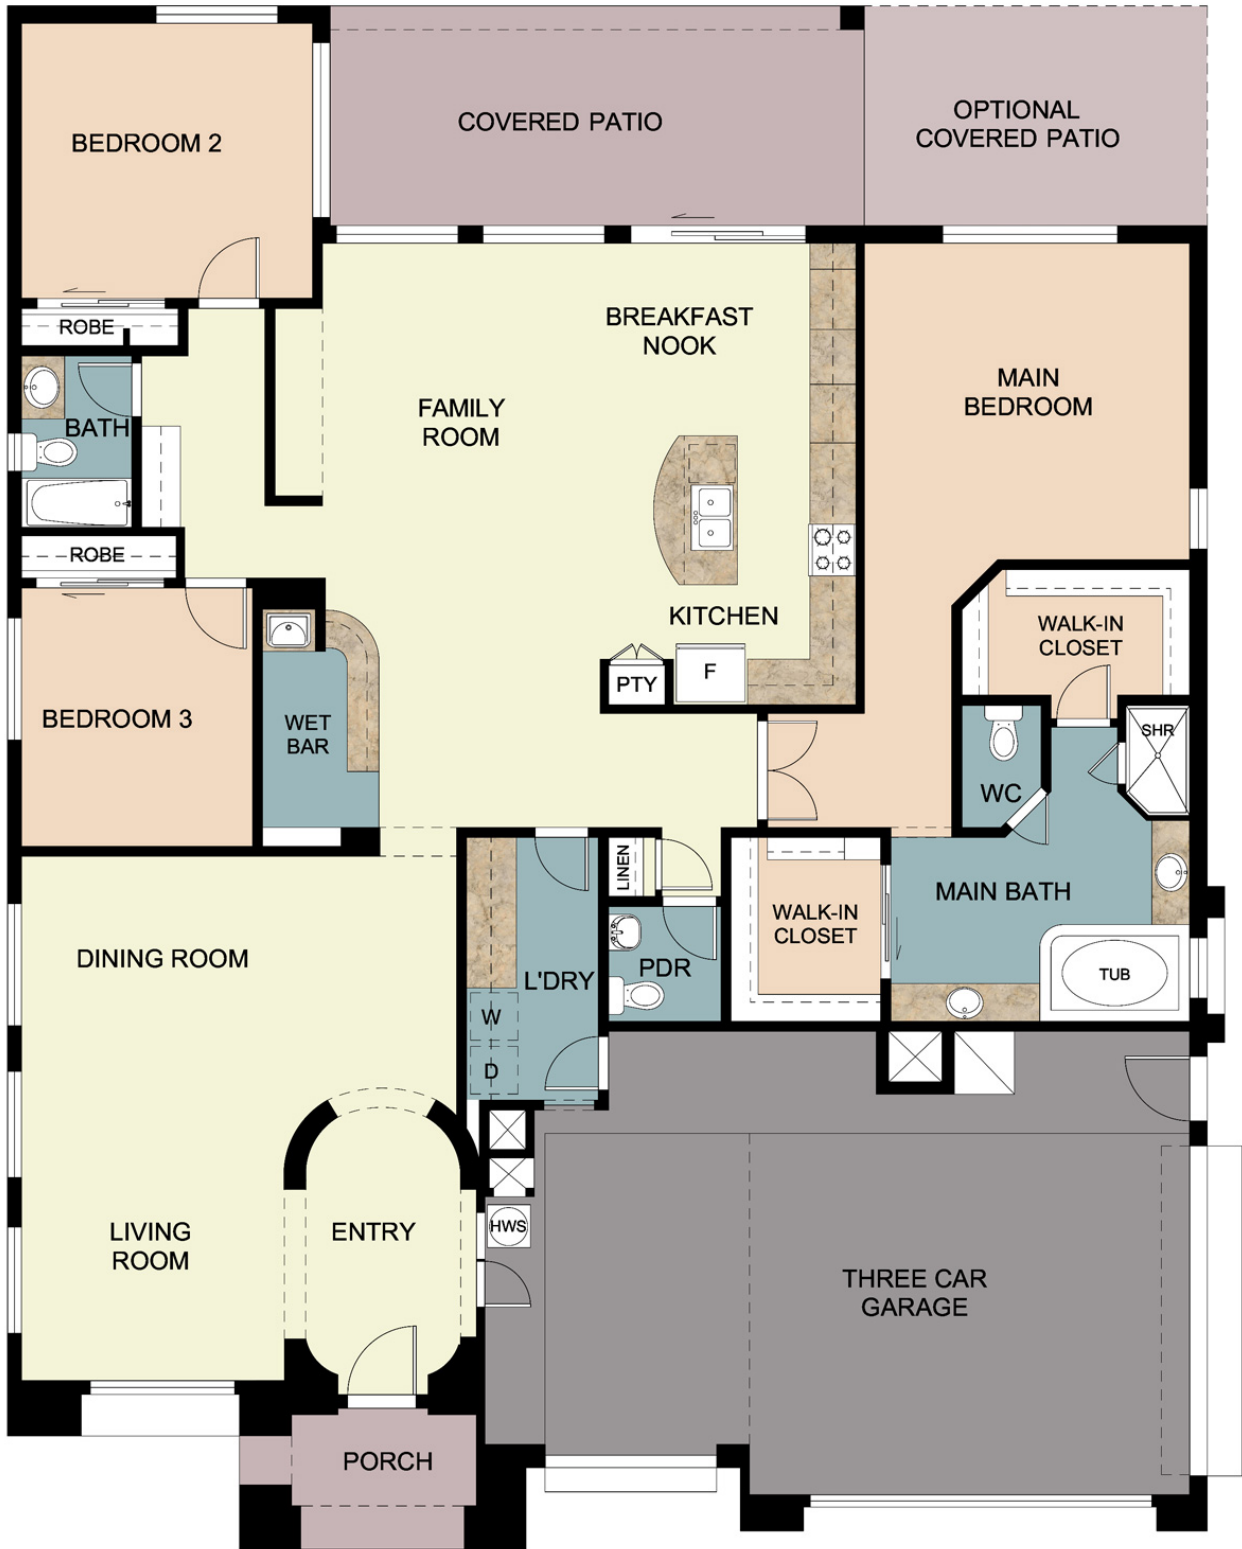 BEDROOM 2
COVERED PATIO
OPTIONAL
COVERED PATIO
ROBE
BREAKFAST
NOOK
BATH
FAMILY
ROOM
MAIN
BEDROOM
ROBE
KITCHEN
WALK-IN
CLOSET
PTY
F
BEDROOM 3
WET
BAR
SHR
WC
LINEN
MAIN BATH
WALK-IN
CLOSET
DINING ROOM
L'DRY
PDR
TUB
W
D
LIVING
ROOM
ENTRY
HWS
THREE CAR
GARAGE
PORCH